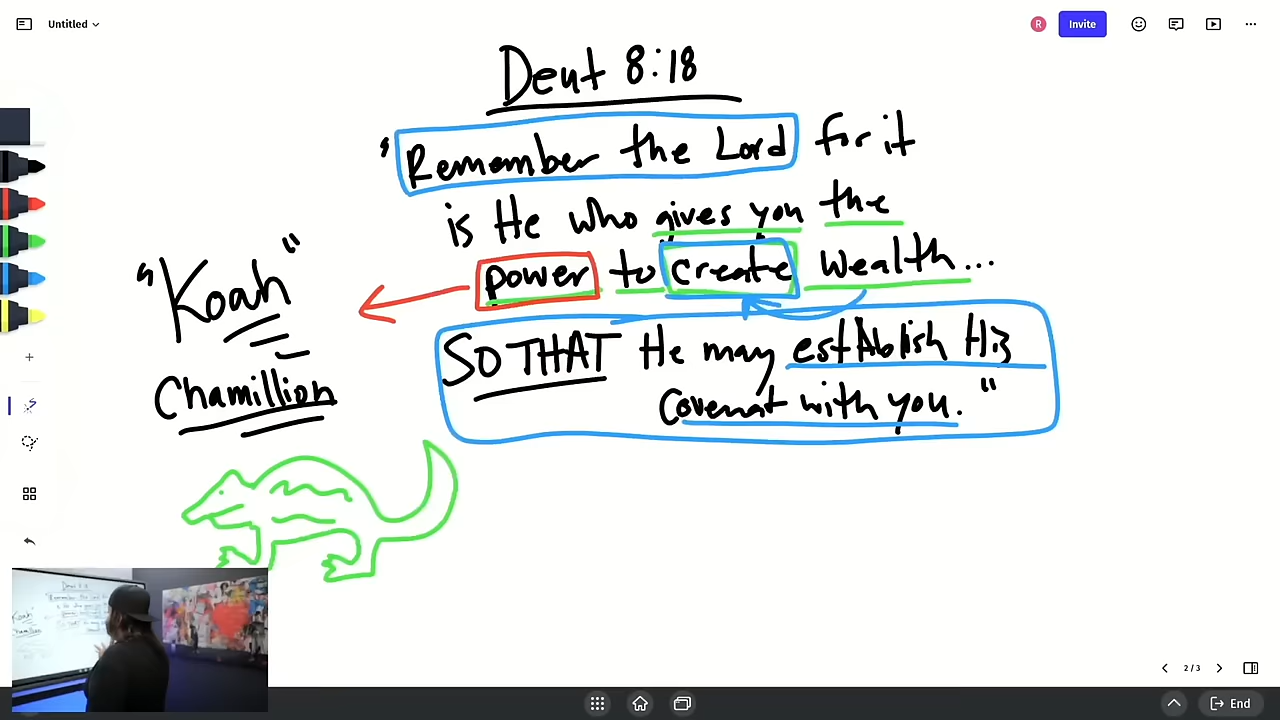 Untitled
R
Invite
Deut 8:18
"Remember the Lord for it
is He who gives you the
power to create wealth...
SO THAT He may establish His
covenat with you."
"Koah"
Chamillion
2/3
End